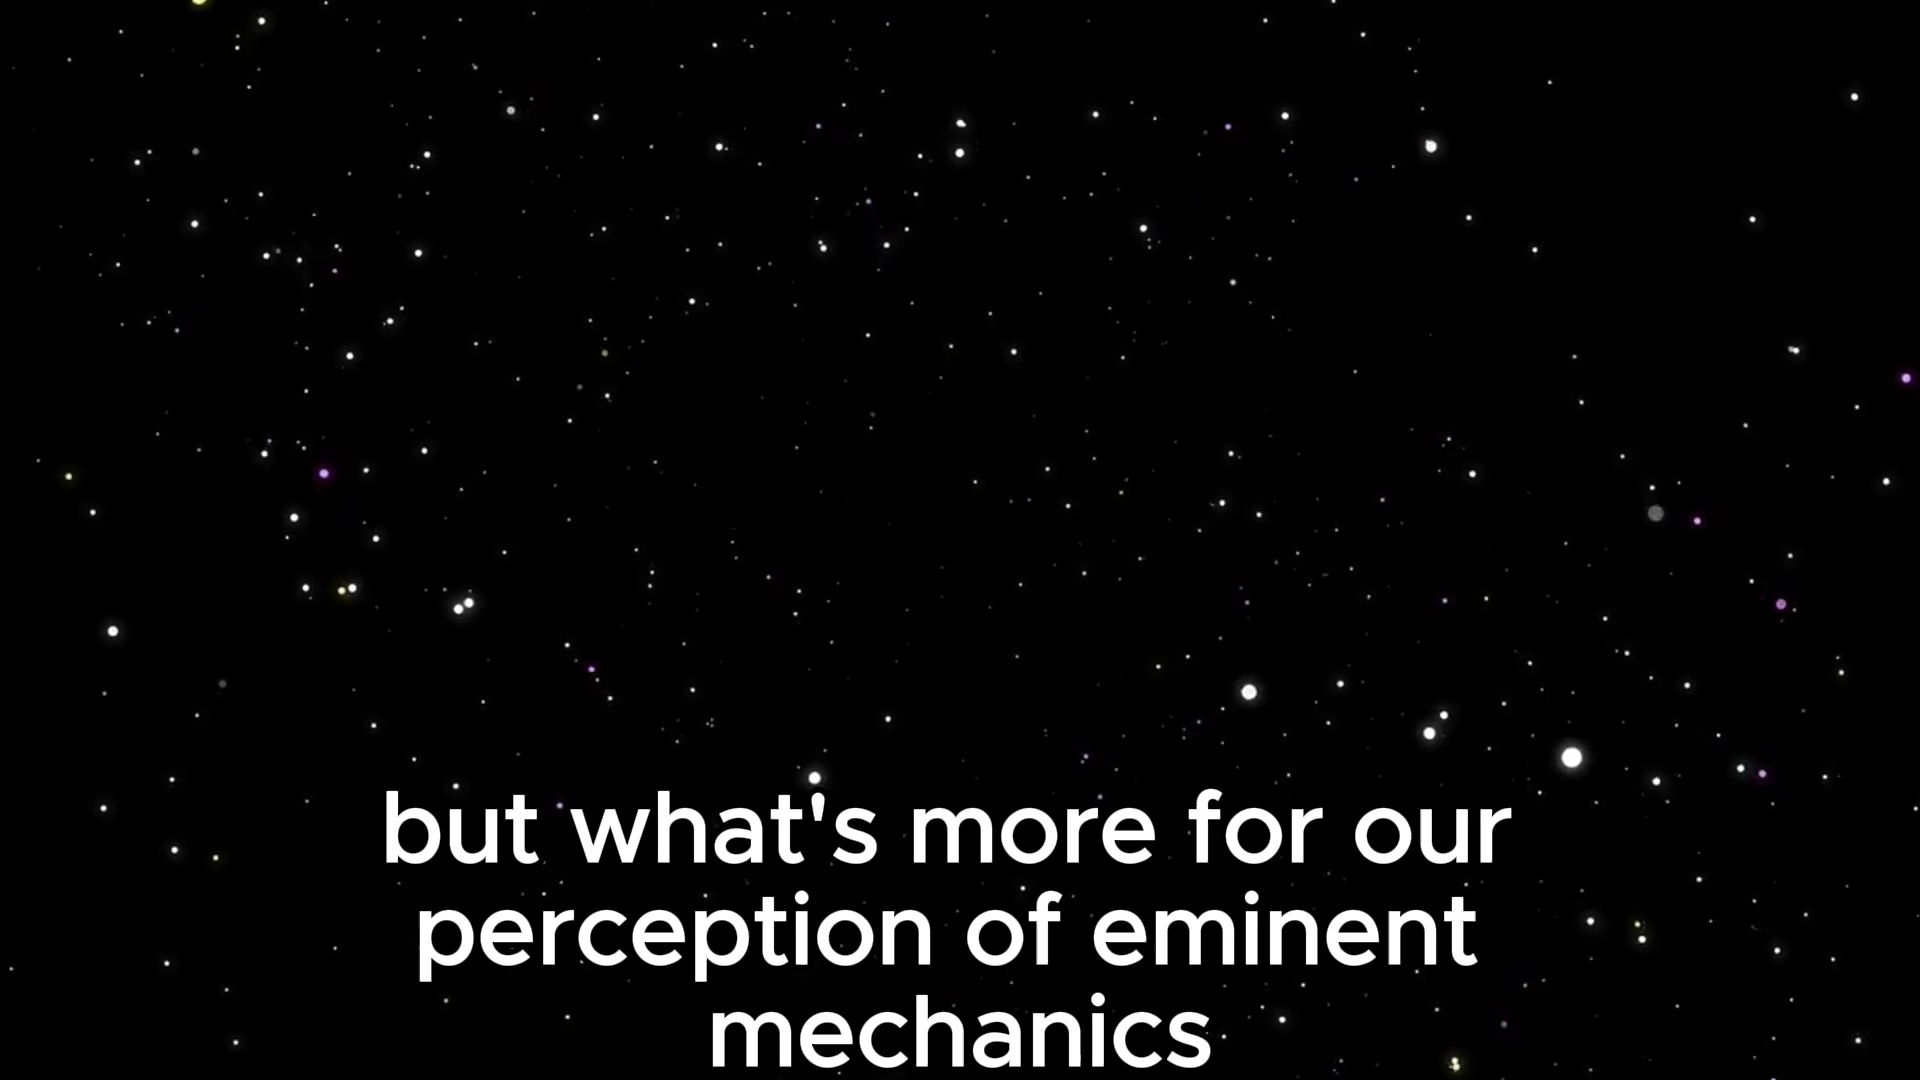 but what's more for our
perception of eminent
mechanics